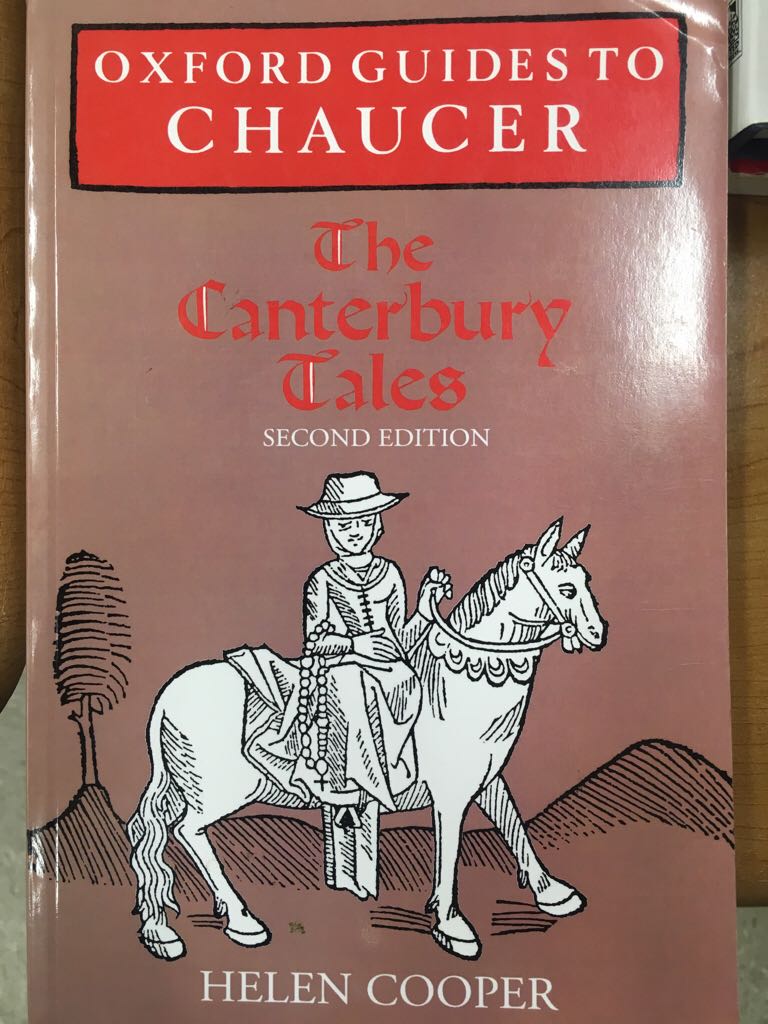 OXFORD GUIDES TO
CHAUCER
The
Canterbury
Tales
SECOND EDITION
HELEN COOPER